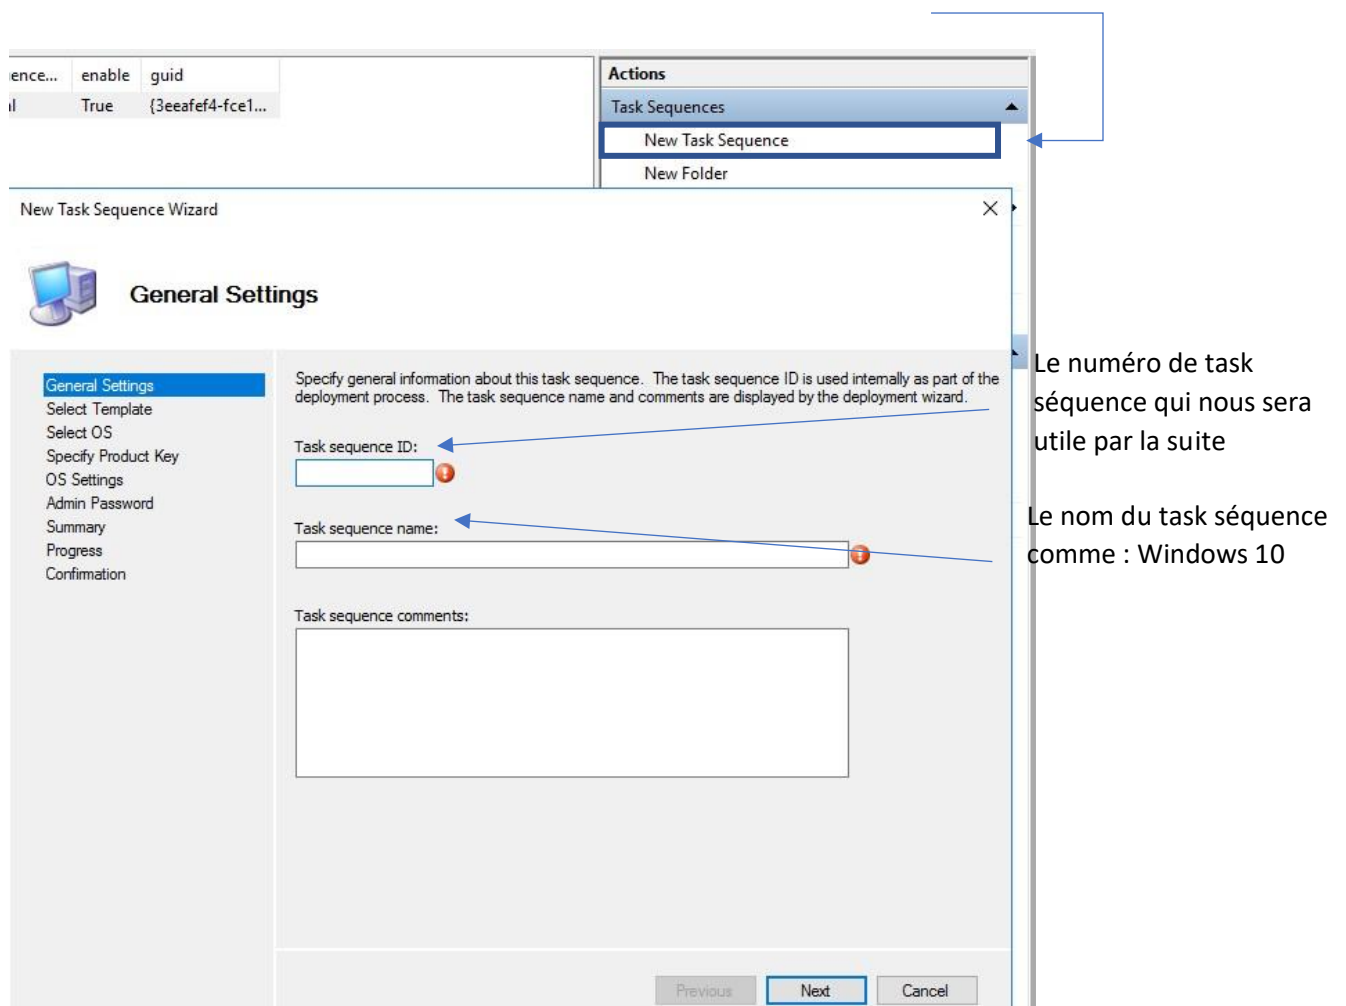 ence... enable guid
al True {3eeafef4-fce1...
Actions
Task Sequences
New Task Sequence
New Folder
New Task Sequence Wizard
General Settings
General Settings
Select Template
Select OS
Specify Product Key
OS Settings
Admin Password
Summary
Progress
Confirmation
Specify general information about this task sequence. The task sequence ID is used internally as part of the
deployment process. The task sequence name and comments are displayed by the deployment wizard.
Task sequence ID:
Task sequence name:
Task sequence comments:
Le numéro de task
séquence qui nous sera
utile par la suite
Le nom du task séquence
comme : Windows 10
Previous Next Cancel